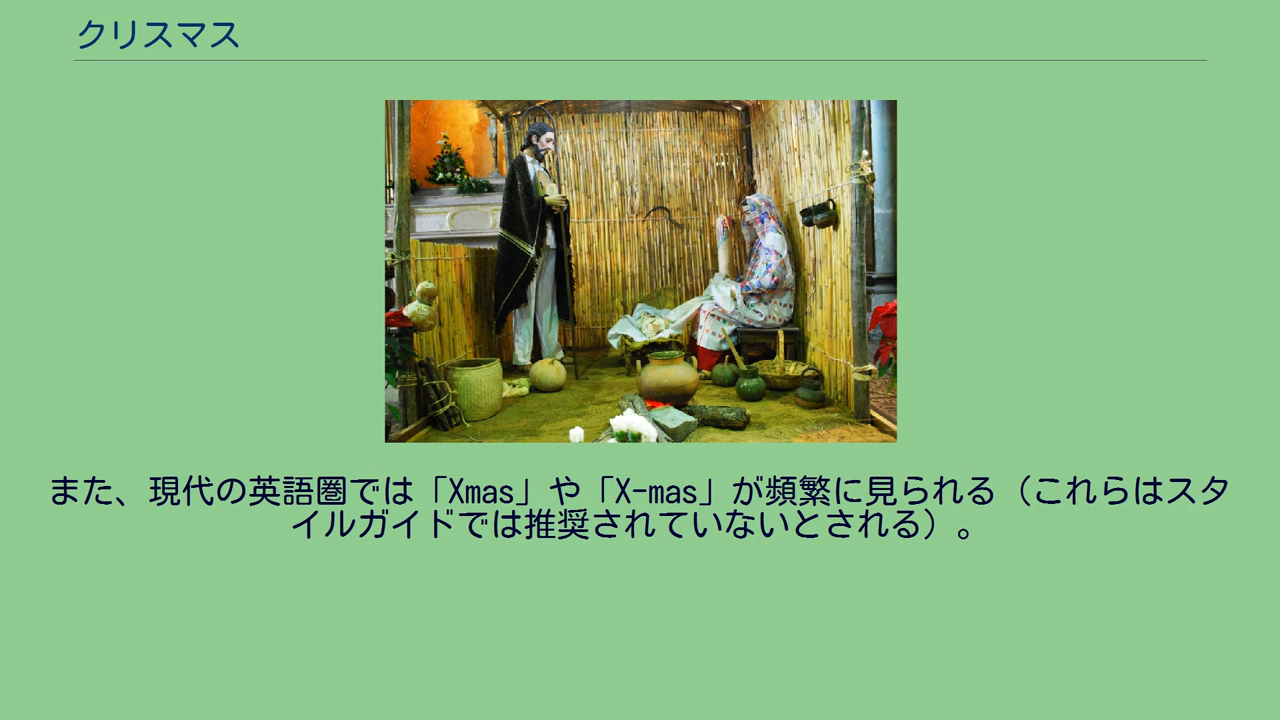 クリスマス
また、現代の英語圏では「Xmas」や「X-mas」が頻繁に見られる（これらはスタ
イルガイドでは推奨されていないとされる）。